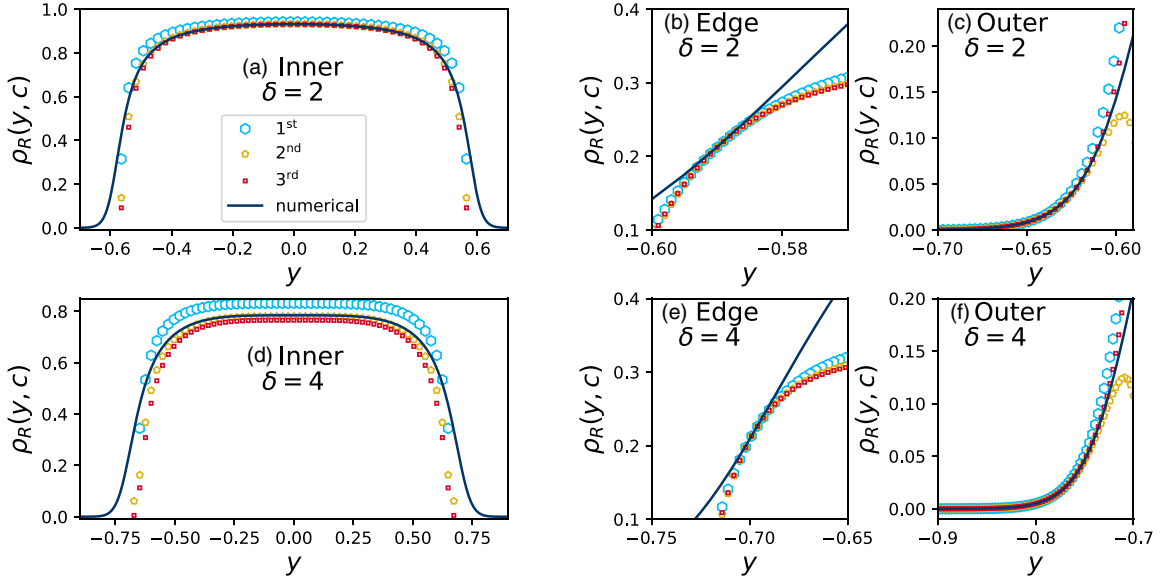 ρ_R(y, c)
1.0
0.8
0.6
0.4
0.2
0.0
(a) Inner
δ = 2
1st
2nd
3rd
numerical
−0.6 −0.4 −0.2 0.0 0.2 0.4 0.6
y
ρ_R(y, c)
0.4
0.3
0.2
0.1
(b) Edge
δ = 2
−0.60 −0.58
y
ρ_R(y, c)
0.20
0.15
0.10
0.05
0.00
(c) Outer
δ = 2
−0.70 −0.65 −0.60
y
ρ_R(y, c)
0.8
0.6
0.4
0.2
0.0
(d) Inner
δ = 4
−0.75 −0.50 −0.25 0.00 0.25 0.50 0.75
y
ρ_R(y, c)
0.4
0.3
0.2
0.1
(e) Edge
δ = 4
−0.75 −0.70 −0.65
y
ρ_R(y, c)
0.20
0.15
0.10
0.05
0.00
(f) Outer
δ = 4
−0.9 −0.8 −0.7
y